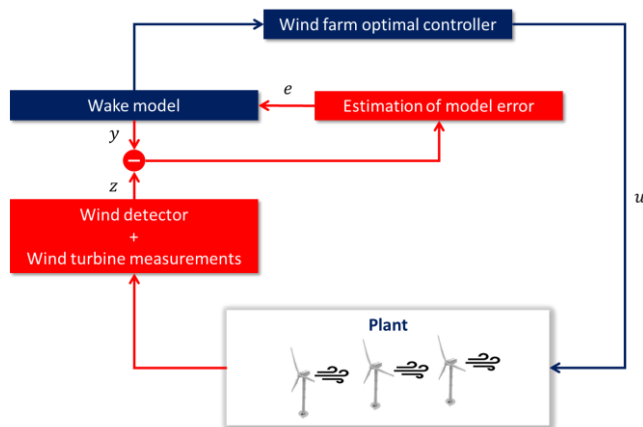 Wind farm optimal controller
e
Wake model
Estimation of model error
y
z
u
Wind detector
+
Wind turbine measurements
Plant